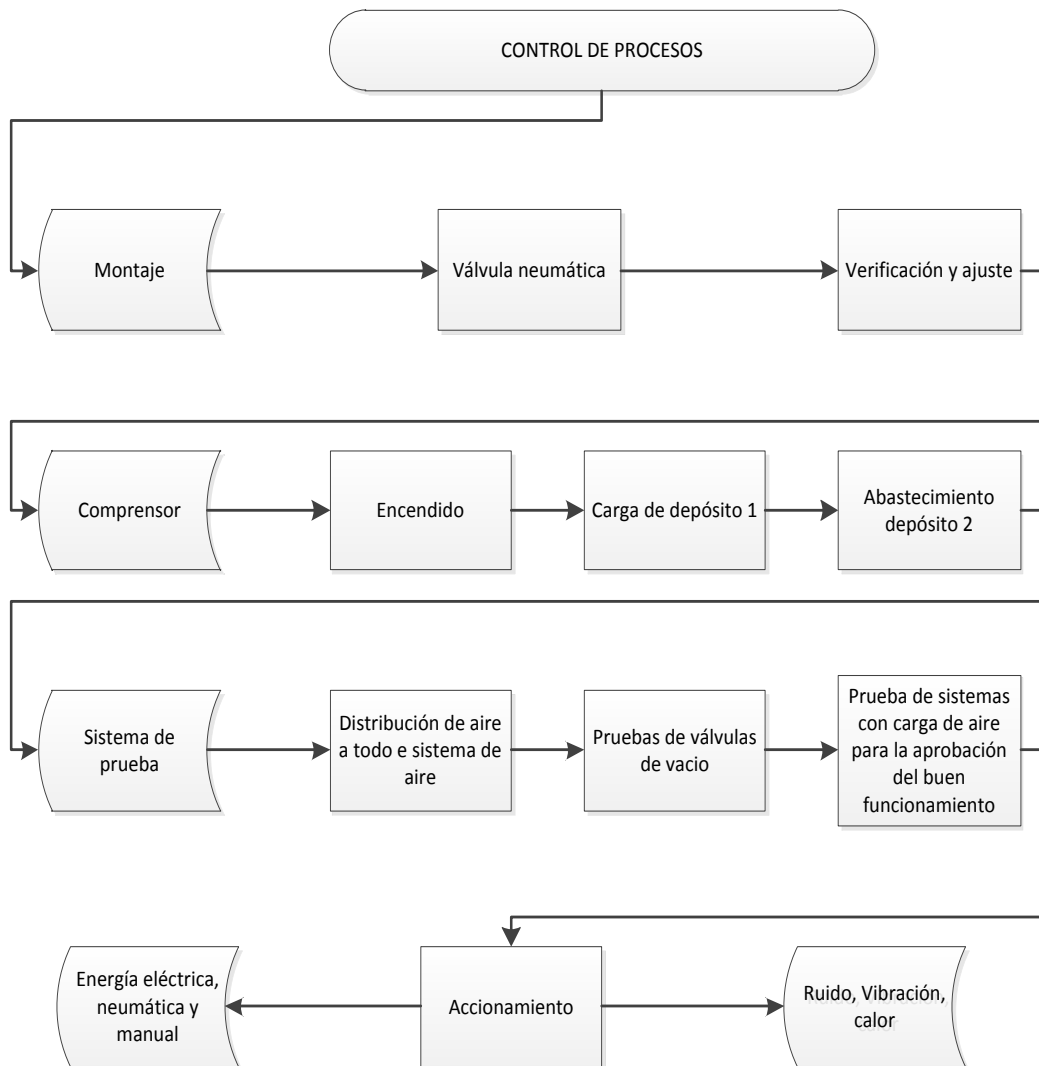 CONTROL DE PROCESOS
Montaje
Válvula neumática
Verificación y ajuste
Comprensor
Encendido
Carga de depósito 1
Abastecimiento
depósito 2
Sistema de
prueba
Distribución de aire
a todo e sistema de
aire
Pruebas de válvulas
de vacio
Prueba de sistemas
con carga de aire
para la aprobación
del buen
funcionamiento
Energía eléctrica,
neumática y
manual
Accionamiento
Ruido, Vibración,
calor